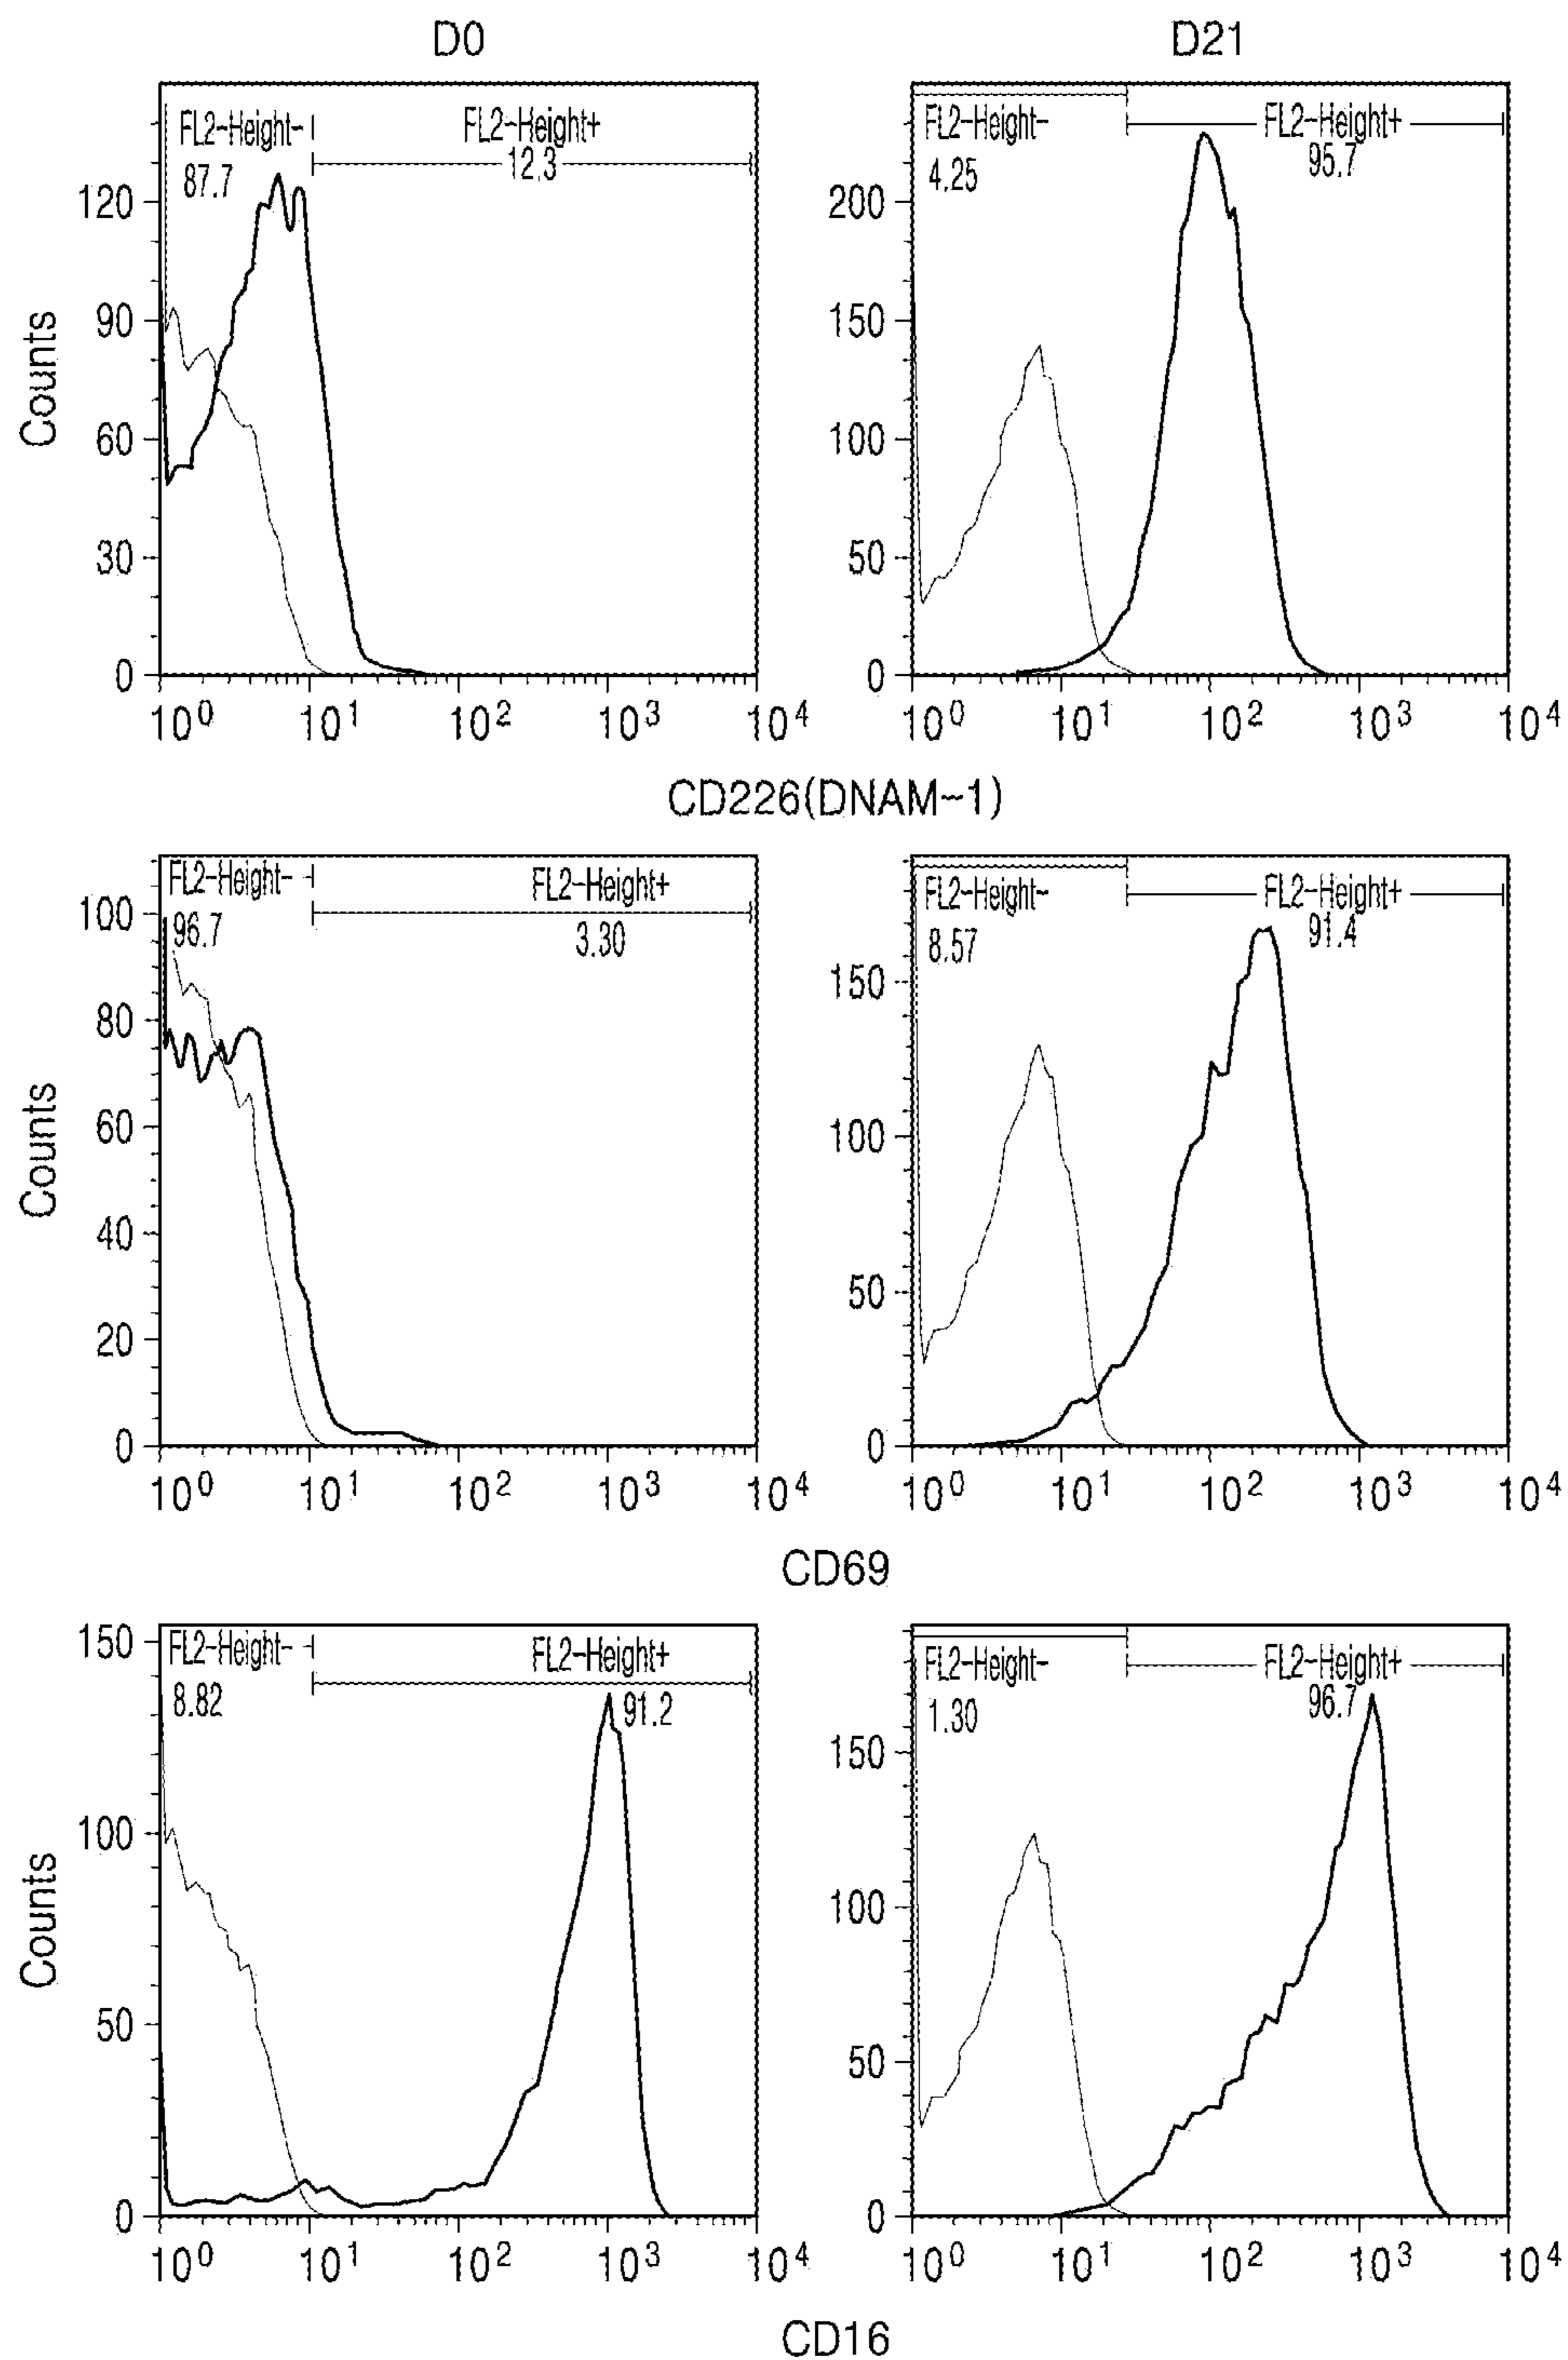 D0 D21
FL2-Height- FL2-Height+
87.7 12.3
FL2-Height- FL2-Height+
4.25 95.7
Counts
120
90
60
30
0
10^0 10^1 10^2 10^3 10^4
200
150
100
50
0
10^0 10^1 10^2 10^3 10^4
CD226(DNAM-1)
FL2-Height- FL2-Height+
96.7 3.30
FL2-Height- FL2-Height+
8.57 91.4
Counts
100
80
60
40
20
0
10^0 10^1 10^2 10^3 10^4
150
100
50
0
10^0 10^1 10^2 10^3 10^4
CD69
FL2-Height- FL2-Height+
8.82 91.2
FL2-Height- FL2-Height+
1.30 96.7
Counts
150
100
50
0
10^0 10^1 10^2 10^3 10^4
150
100
50
0
10^0 10^1 10^2 10^3 10^4
CD16